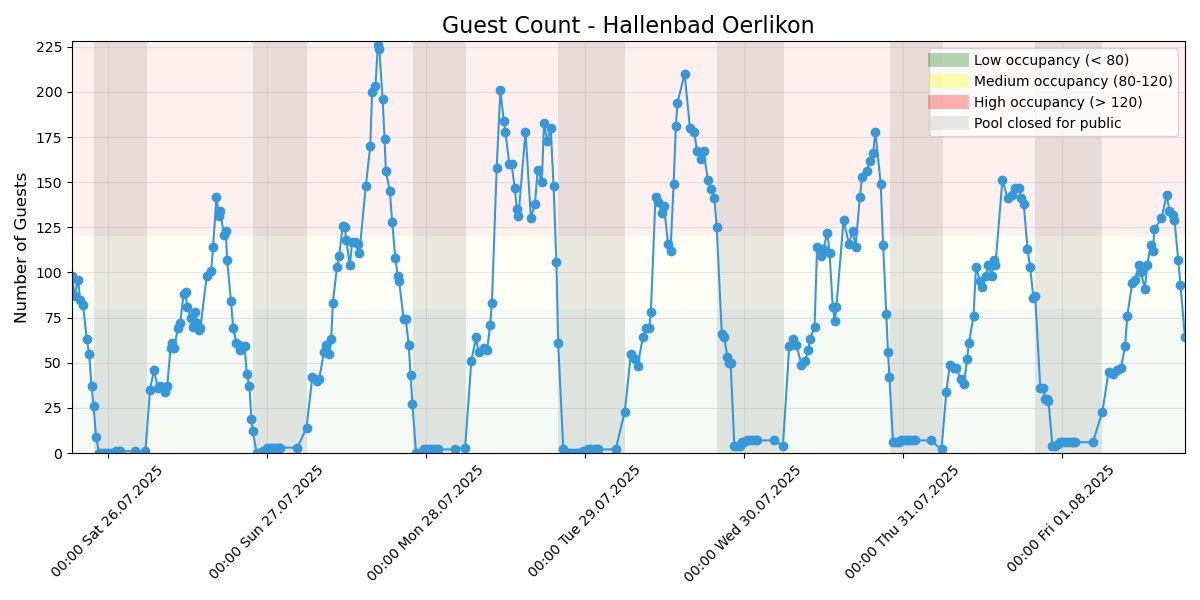 Guest Count - Hallenbad Oerlikon
Number of Guests
225
200
175
150
125
100
75
50
25
0
Low occupancy (< 80)
Medium occupancy (80-120)
High occupancy (> 120)
Pool closed for public
00:00 Sat 26.07.2025
00:00 Sun 27.07.2025
00:00 Mon 28.07.2025
00:00 Tue 29.07.2025
00:00 Wed 30.07.2025
00:00 Thu 31.07.2025
00:00 Fri 01.08.2025